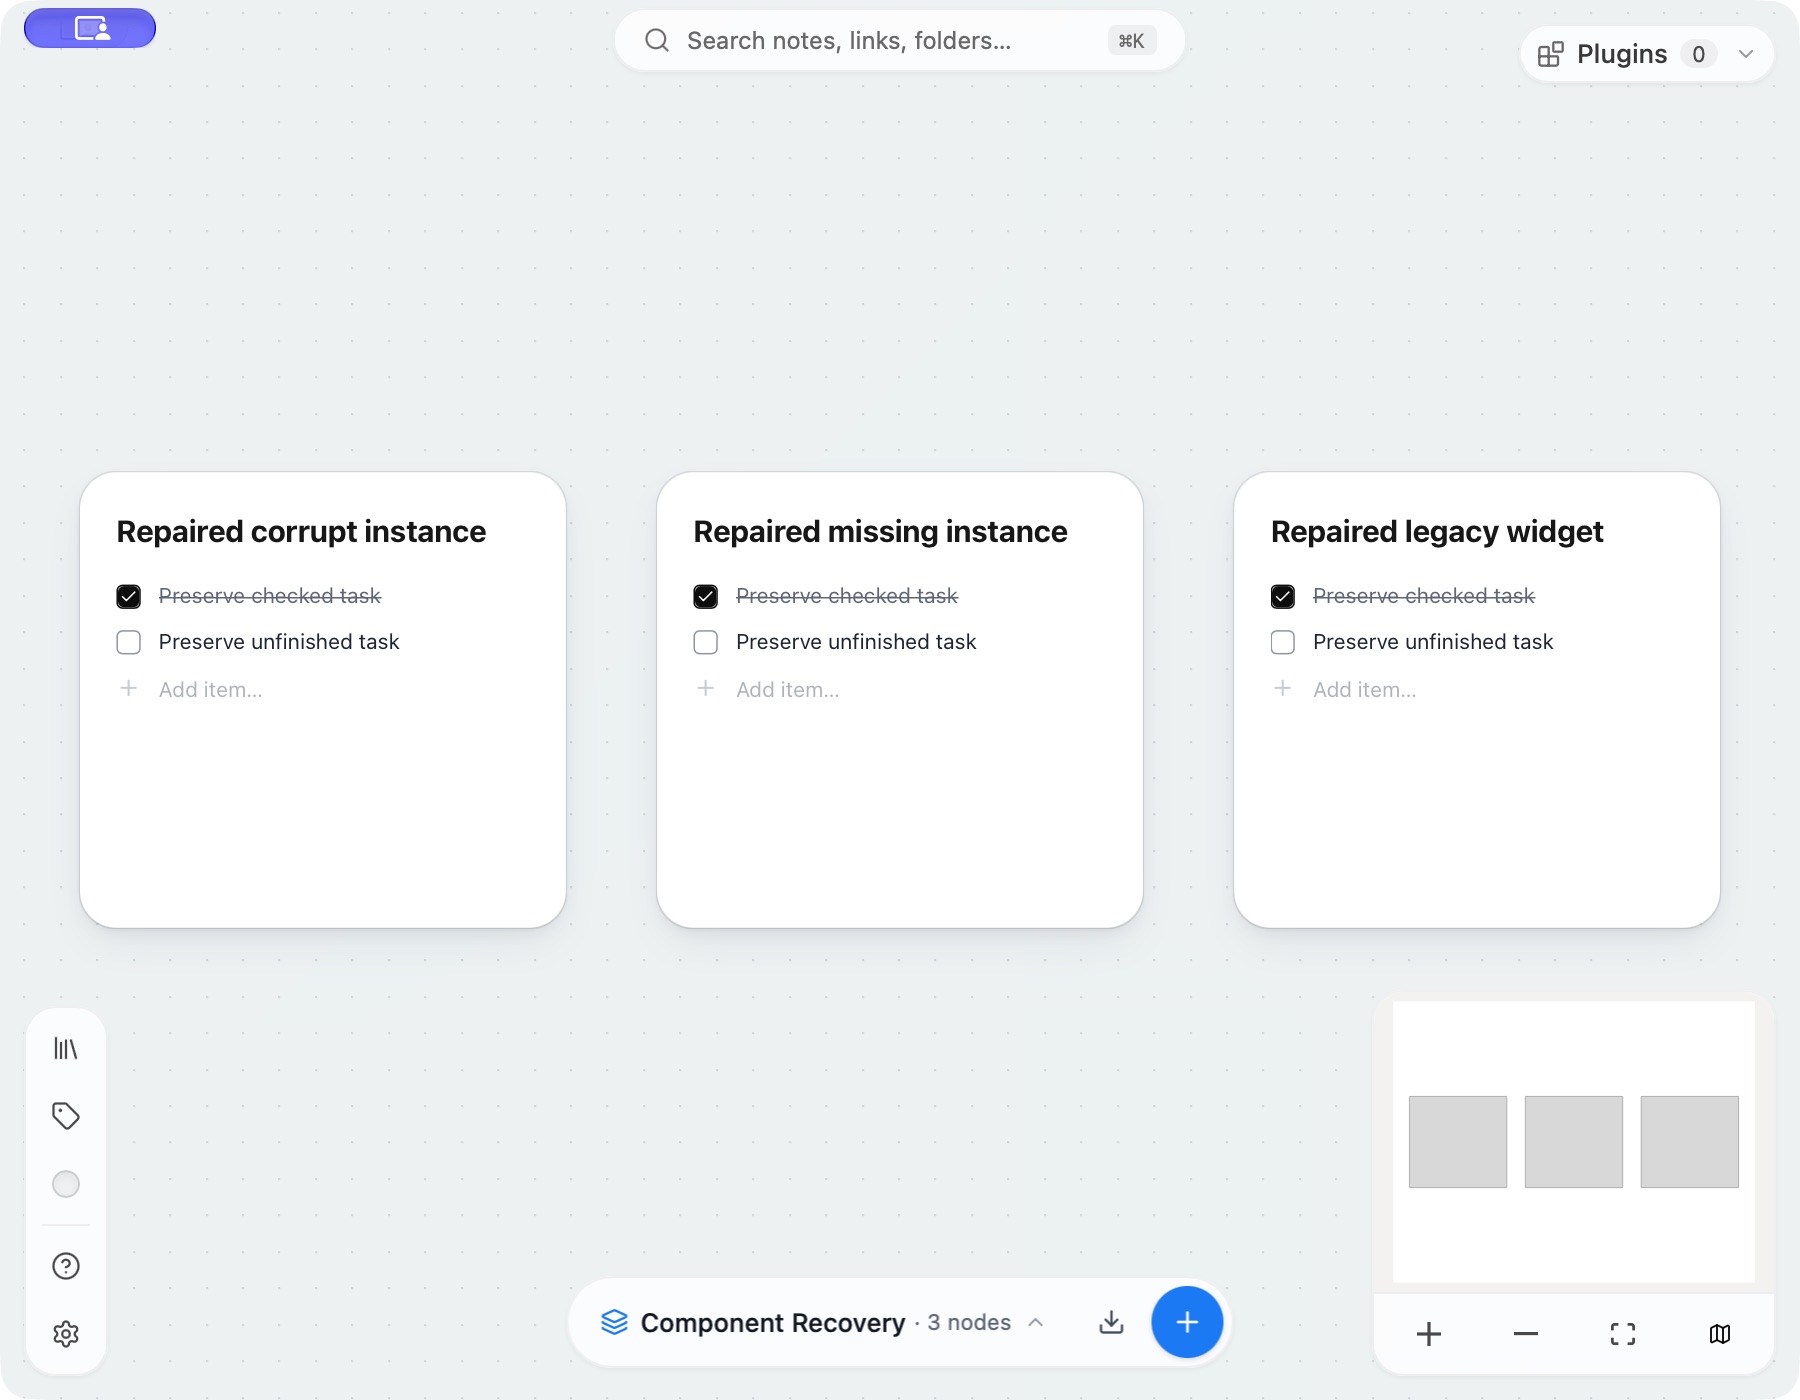 Search notes, links, folders... ⌘K
Plugins 0
Repaired corrupt instance
Preserve checked task
Preserve unfinished task
Add item...
Repaired missing instance
Preserve checked task
Preserve unfinished task
Add item...
Repaired legacy widget
Preserve checked task
Preserve unfinished task
Add item...
Component Recovery · 3 nodes